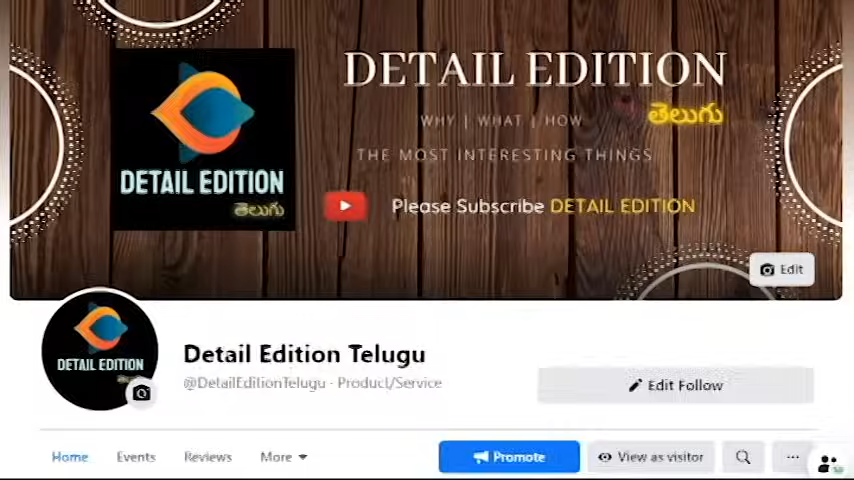 DETAIL EDITION
తెలుగు
WHY | WHAT | HOW
THE MOST INTERESTING THINGS
Please Subscribe DETAIL EDITION
DETAIL EDITION
తెలుగు
Edit
DETAIL EDITION
Detail Edition Telugu
@DetailEditionTelugu · Product/Service
Edit Follow
Home Events Reviews More
Promote View as visitor ...